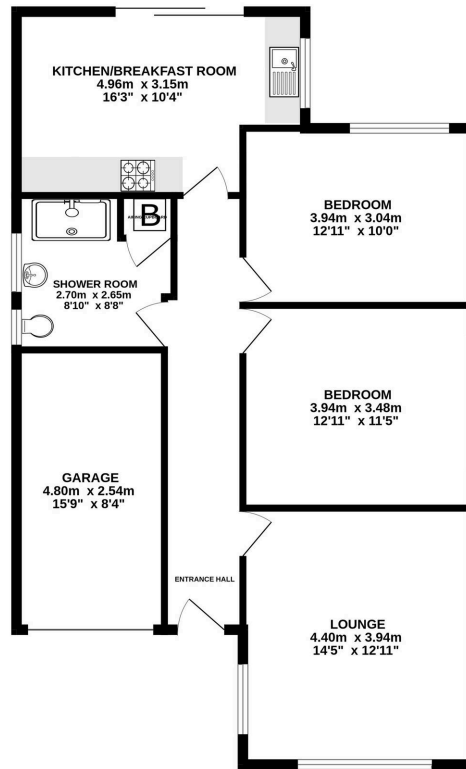 KITCHEN/BREAKFAST ROOM
4.96m x 3.15m
16'3" x 10'4"
BEDROOM
3.94m x 3.04m
12'11" x 10'0"
B
SHOWER ROOM
2.70m x 2.65m
8'10" x 8'8"
BEDROOM
3.94m x 3.48m
12'11" x 11'5"
GARAGE
4.80m x 2.54m
15'9" x 8'4"
ENTRANCE HALL
LOUNGE
4.40m x 3.94m
14'5" x 12'11"